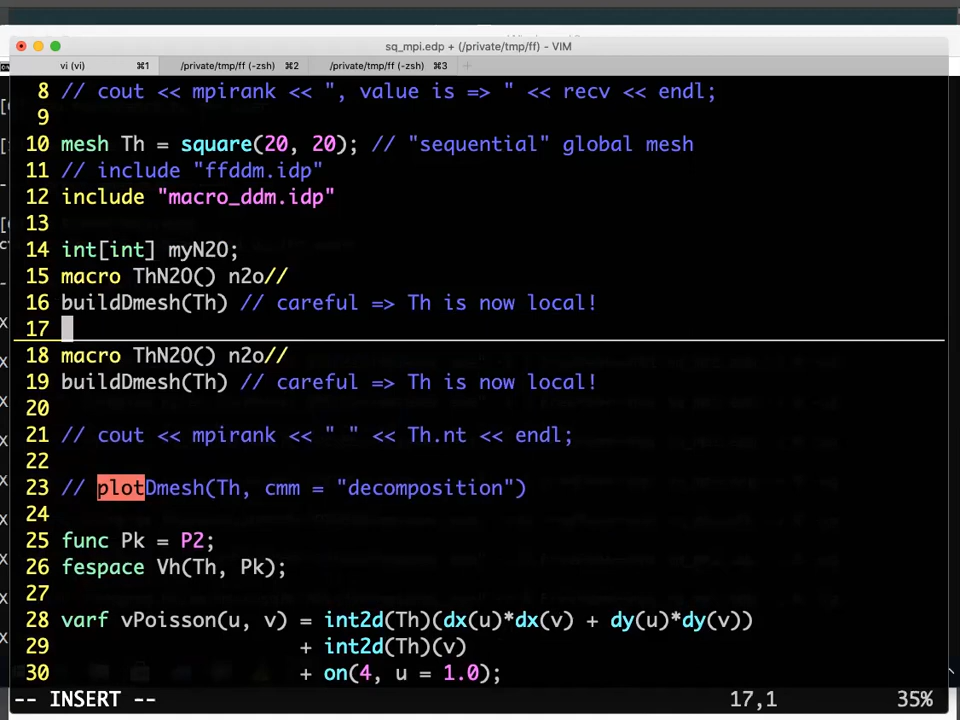 sq_mpi.edp + (/private/tmp/ff) - VIM
vi (vi) ⌘1 /private/tmp/ff (-zsh) ⌘2 /private/tmp/ff (-zsh) ⌘3 +
8 // cout << mpirank << ", value is => " << recv << endl;
9
10 mesh Th = square(20, 20); // "sequential" global mesh
11 // include "ffddm.idp"
12 include "macro_ddm.idp"
13
14 int[int] myN2O;
15 macro ThN2O() n2o//
16 buildDmesh(Th) // careful => Th is now local!
17
18 macro ThN2O() n2o//
19 buildDmesh(Th) // careful => Th is now local!
20
21 // cout << mpirank << " " << Th.nt << endl;
22
23 // plotDmesh(Th, cmm = "decomposition")
24
25 func Pk = P2;
26 fespace Vh(Th, Pk);
27
28 varf vPoisson(u, v) = int2d(Th)(dx(u)*dx(v) + dy(u)*dy(v))
29 + int2d(Th)(v)
30 + on(4, u = 1.0);
-- INSERT -- 17,1 35%